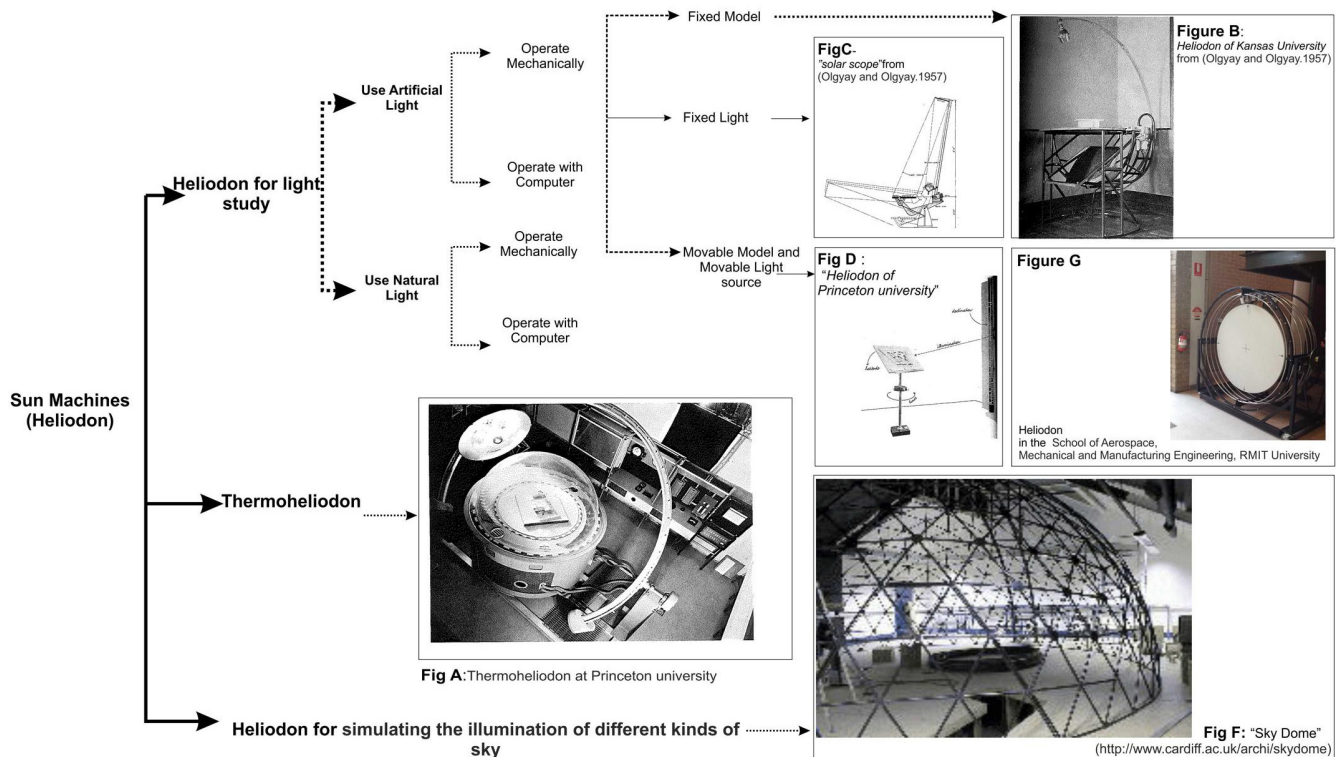 Sun Machines
(Heliodon)
Heliodon for light
study
Use Artificial
Light
Operate
Mechanically
Operate with
Computer
Use Natural
Light
Operate
Mechanically
Operate with
Computer
Fixed Model
Fixed Light
Movable Model and
Movable Light
source
FigC-
"solar scope"from
(Olgyay and Olgyay.1957)
Figure B:
Heliodon of Kansas University
from (Olgyay and Olgyay.1957)
Fig D :
“Heliodon of
Princeton university”
Figure G
Heliodon
in the School of Aerospace,
Mechanical and Manufacturing Engineering, RMIT University
Thermoheliodon
Fig A:Thermoheliodon at Princeton university
Heliodon for simulating the illumination of different kinds of
sky
Fig F: “Sky Dome”
(http://www.cardiff.ac.uk/archi/skydome)